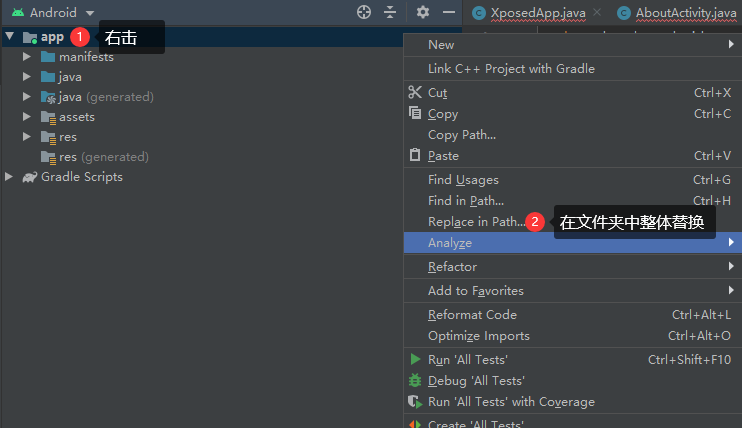 Android
XposedApp.java
AboutActivity.java
app
1
右击
manifests
java
java (generated)
assets
res
res (generated)
Gradle Scripts
New
Link C++ Project with Gradle
Cut Ctrl+X
Copy Ctrl+C
Copy Path...
Paste Ctrl+V
Find Usages Ctrl+G
Find in Path... Ctrl+H
Replace in Path...
2
在文件夹中整体替换
Analyze
Refactor
Add to Favorites
Reformat Code Ctrl+Alt+L
Optimize Imports Ctrl+Alt+O
Run 'All Tests' Ctrl+Shift+F10
Debug 'All Tests'
Run 'All Tests' with Coverage
Create 'All Tests'...